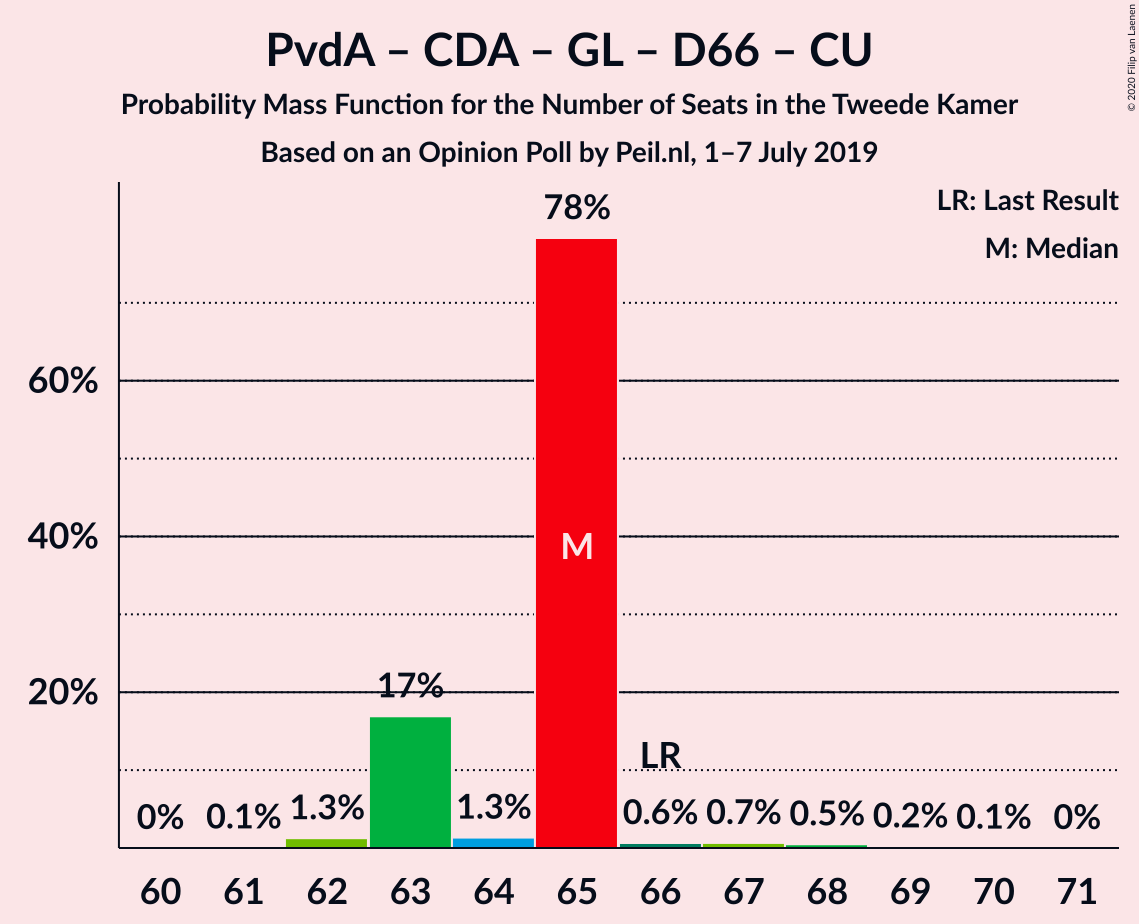 PvdA – CDA – GL – D66 – CU
Probability Mass Function for the Number of Seats in the Tweede Kamer
Based on an Opinion Poll by Peil.nl, 1–7 July 2019
© 2020 Filip van Laenen
LR: Last Result
M: Median
78%
60%
40%
M
20%
17%
LR
0% 0.1% 1.3% 1.3% 0.6% 0.7% 0.5% 0.2% 0.1% 0%
60 61 62 63 64 65 66 67 68 69 70 71